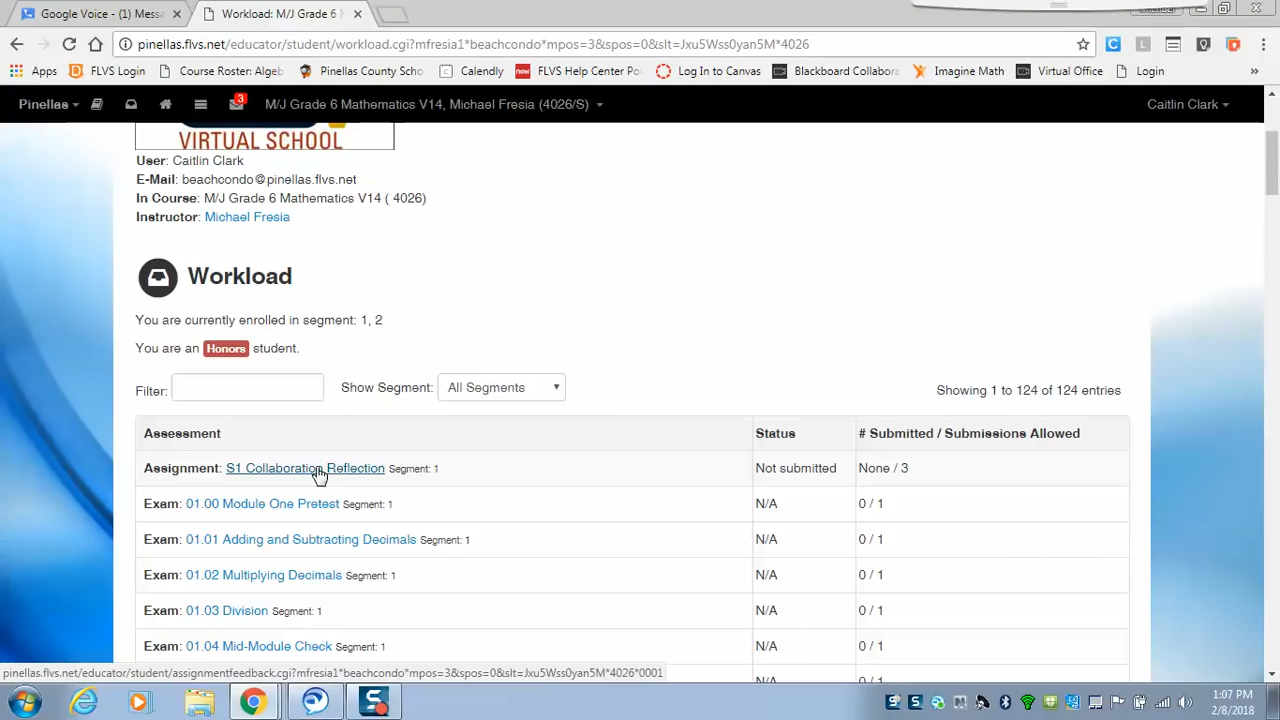 Google Voice - (1) Mess
Workload: M/J Grade 6 M
pinellas.flvs.net/educator/student/workload.cgi?mfresia1*beachcondo*mpos=3&spos=0&slt=Jxu5Wss0yan5M*4026
Apps FLVS Login Course Roster: Algeb Pinellas County Scho Calendly FLVS Help Center Po Log In to Canvas Blackboard Collabora Imagine Math Virtual Office Login »
Pinellas 3 M/J Grade 6 Mathematics V14, Michael Fresia (4026/S) Caitlin Clark
VIRTUAL SCHOOL
User: Caitlin Clark
E-Mail: beachcondo@pinellas.flvs.net
In Course: M/J Grade 6 Mathematics V14 ( 4026)
Instructor: Michael Fresia
Workload
You are currently enrolled in segment: 1, 2
You are an Honors student.
Filter: Show Segment: All Segments Showing 1 to 124 of 124 entries
Assessment Status # Submitted / Submissions Allowed
Assignment: S1 Collaboration Reflection Segment: 1 Not submitted None / 3
Exam: 01.00 Module One Pretest Segment: 1 N/A 0 / 1
Exam: 01.01 Adding and Subtracting Decimals Segment: 1 N/A 0 / 1
Exam: 01.02 Multiplying Decimals Segment: 1 N/A 0 / 1
Exam: 01.03 Division Segment: 1 N/A 0 / 1
Exam: 01.04 Mid-Module Check Segment: 1 N/A 0 / 1
pinellas.flvs.net/educator/student/assignmentfeedback.cgi?mfresia1*beachcondo*mpos=3&spos=0&slt=Jxu5Wss0yan5M*4026*0001
1:07 PM
2/8/2018